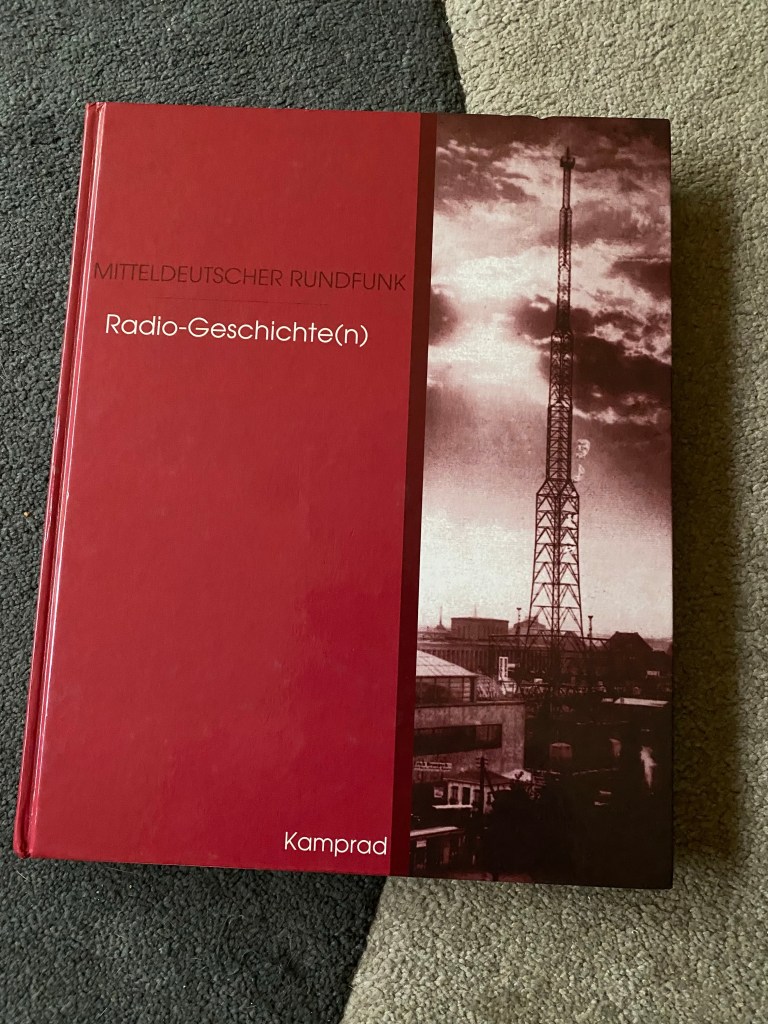 MITTELDEUTSCHER RUNDFUNK
Radio-Geschichte(n)
Kamprad